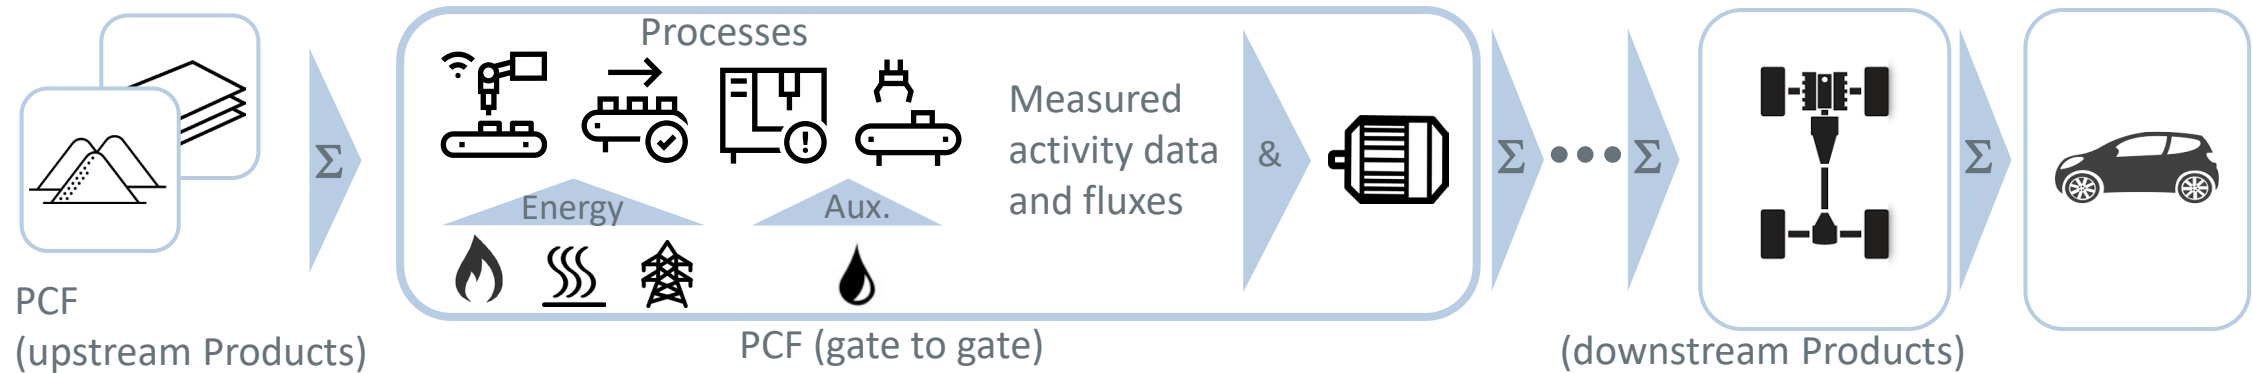 PCF
(upstream Products)
Σ
Processes
Energy
Aux.
Measured
activity data
and fluxes
&
PCF (gate to gate)
Σ
Σ
(downstream Products)
Σ